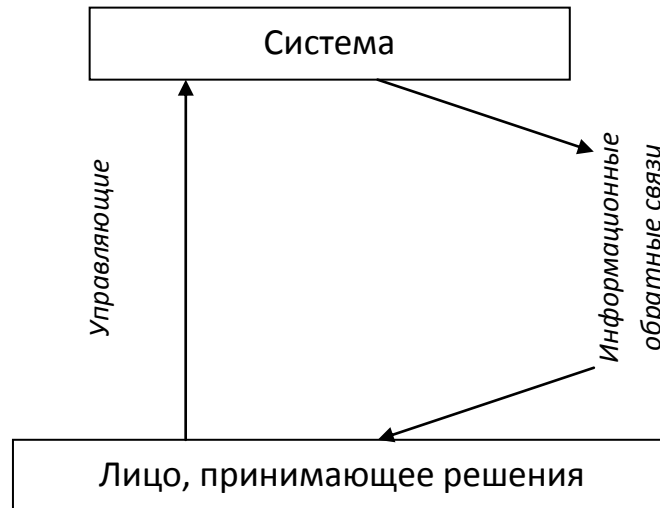 Система
Управляющие
Информационные
обратные связи
Лицо, принимающее решения